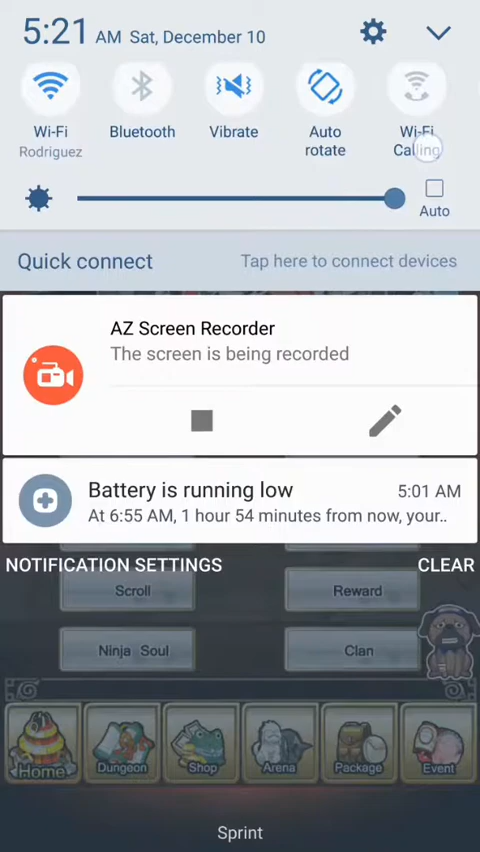 5:21 AM Sat, December 10
Wi-Fi
Rodriguez
Bluetooth
Vibrate
Auto
rotate
Wi-Fi
Calling
Auto
Quick connect
Tap here to connect devices
AZ Screen Recorder
The screen is being recorded
Battery is running low
5:01 AM
At 6:55 AM, 1 hour 54 minutes from now, your..
NOTIFICATION SETTINGS
CLEAR
Scroll
Reward
Ninja Soul
Clan
Home
Dungeon
Shop
Arena
Package
Event
Sprint